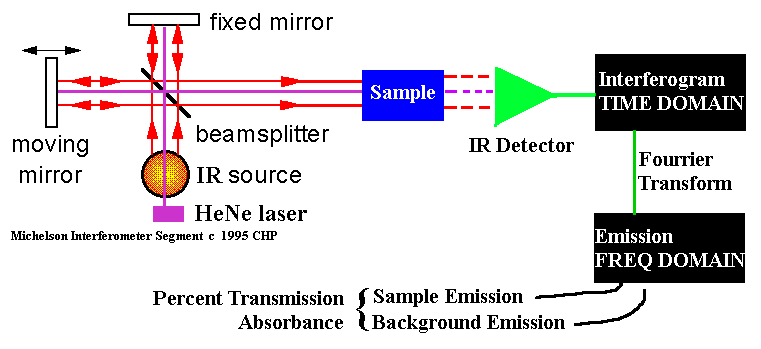 fixed mirror
moving
mirror
beamsplitter
IR source
HeNe laser
Michelson Interferometer Segment c 1995 CHP
Sample
IR Detector
Interferogram
TIME DOMAIN
Fourrier
Transform
Emission
FREQ DOMAIN
Percent Transmission
Absorbance
Sample Emission
Background Emission